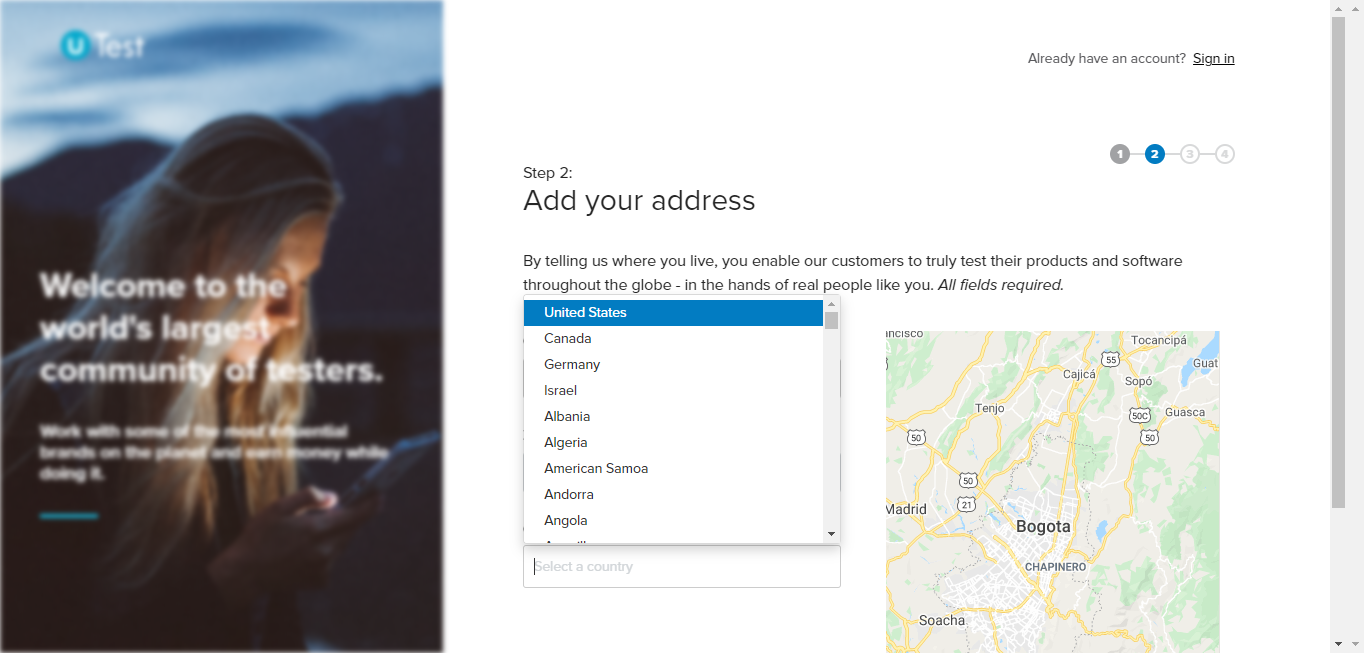 u Test
Welcome to the
world's largest
community of testers.
Work with some of the most influential
brands on the planet and earn money while
doing it.
Already have an account? Sign in
1 2 3 4
Step 2:
Add your address
By telling us where you live, you enable our customers to truly test their products and software
throughout the globe - in the hands of real people like you. All fields required.
United States
Canada
Germany
Israel
Albania
Algeria
American Samoa
Andorra
Angola
Select a country
Tocancipá
55
Guat
Cajicá
Sopó
Tenjo
50C
Guasca
50
50
50
21
Madrid
Bogota
CHAPINERO
Soacha